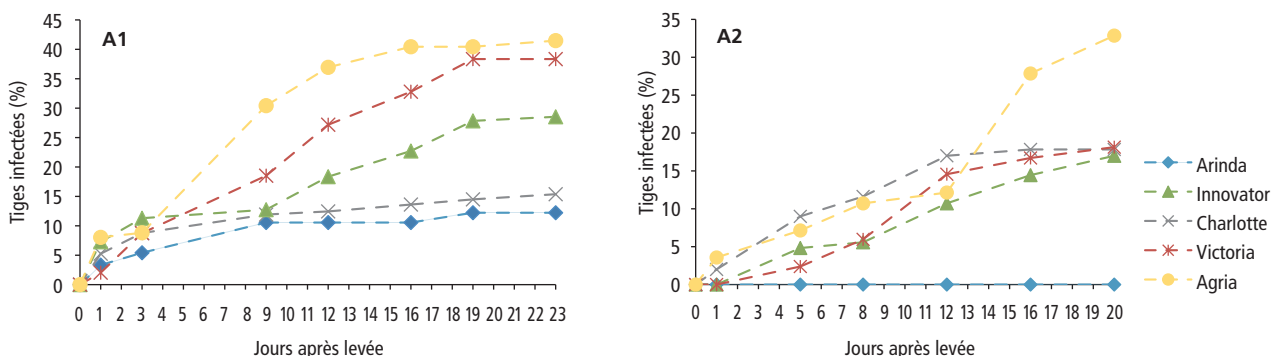 A1
Tiges infectées (%)
45
40
35
30
25
20
15
10
5
0
0 1 2 3 4 5 6 7 8 9 10 11 12 13 14 15 16 17 18 19 20 21 22 23
Jours après levée
A2
Tiges infectées (%)
35
30
25
20
15
10
5
0
0 1 2 3 4 5 6 7 8 9 10 11 12 13 14 15 16 17 18 19 20
Jours après levée
Arinda
Innovator
Charlotte
Victoria
Agria